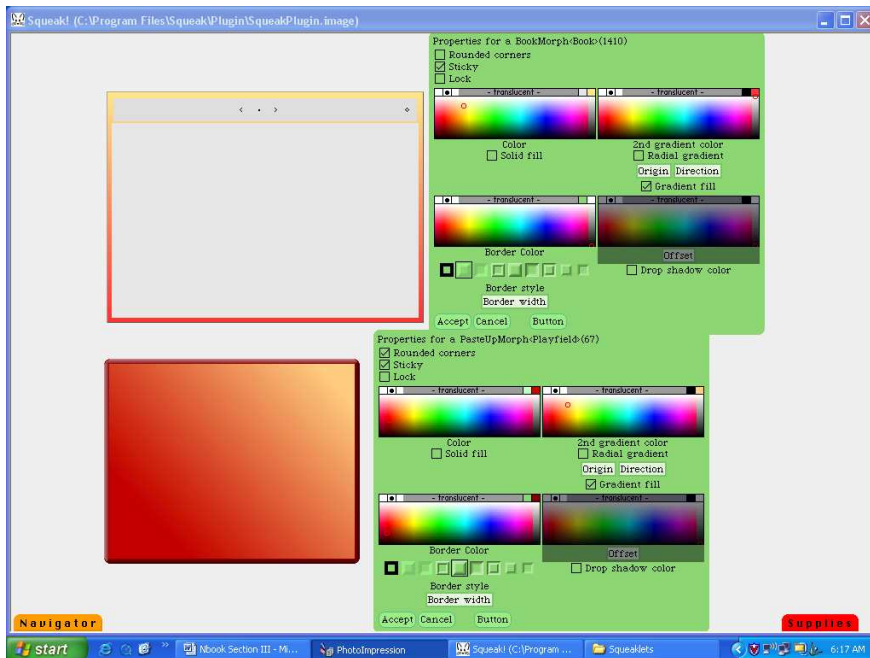 Squeak! (C:\Program Files\Squeak\Plugin\SqueakPlugin.image)
Properties for a BookMorph<Book>(1410)
Rounded corners
Sticky
Lock
- translucent -
- translucent -
Color
2nd gradient color
Solid fill
Radial gradient
Origin Direction
Gradient fill
- translucent -
- translucent -
Border Color
Offset
Drop shadow color
Border style
Border width
Accept Cancel Button
Properties for a PasteUpMorph<Playfield>(67)
Rounded corners
Sticky
Lock
- translucent -
- translucent -
Color
2nd gradient color
Solid fill
Radial gradient
Origin Direction
Gradient fill
- translucent -
- translucent -
Border Color
Offset
Drop shadow color
Border style
Border width
Accept Cancel Button
Navigator
Supplies
start
Nbook Section III - Mi...
PhotoImpression
Squeak! (C:\Program ...
Squeaklets
6:17 AM